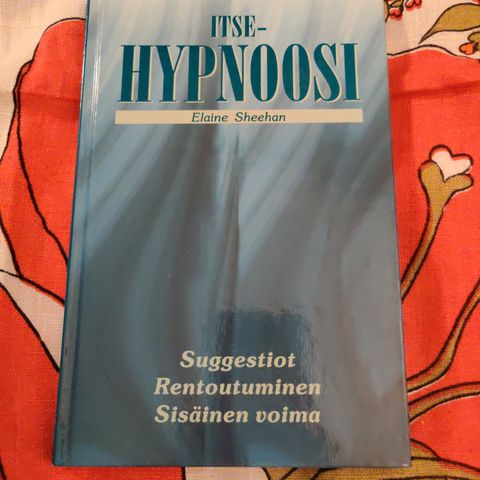 ITSE-
HYPNOOSI
Elaine Sheehan
Suggestiot
Rentoutuminen
Sisäinen voima